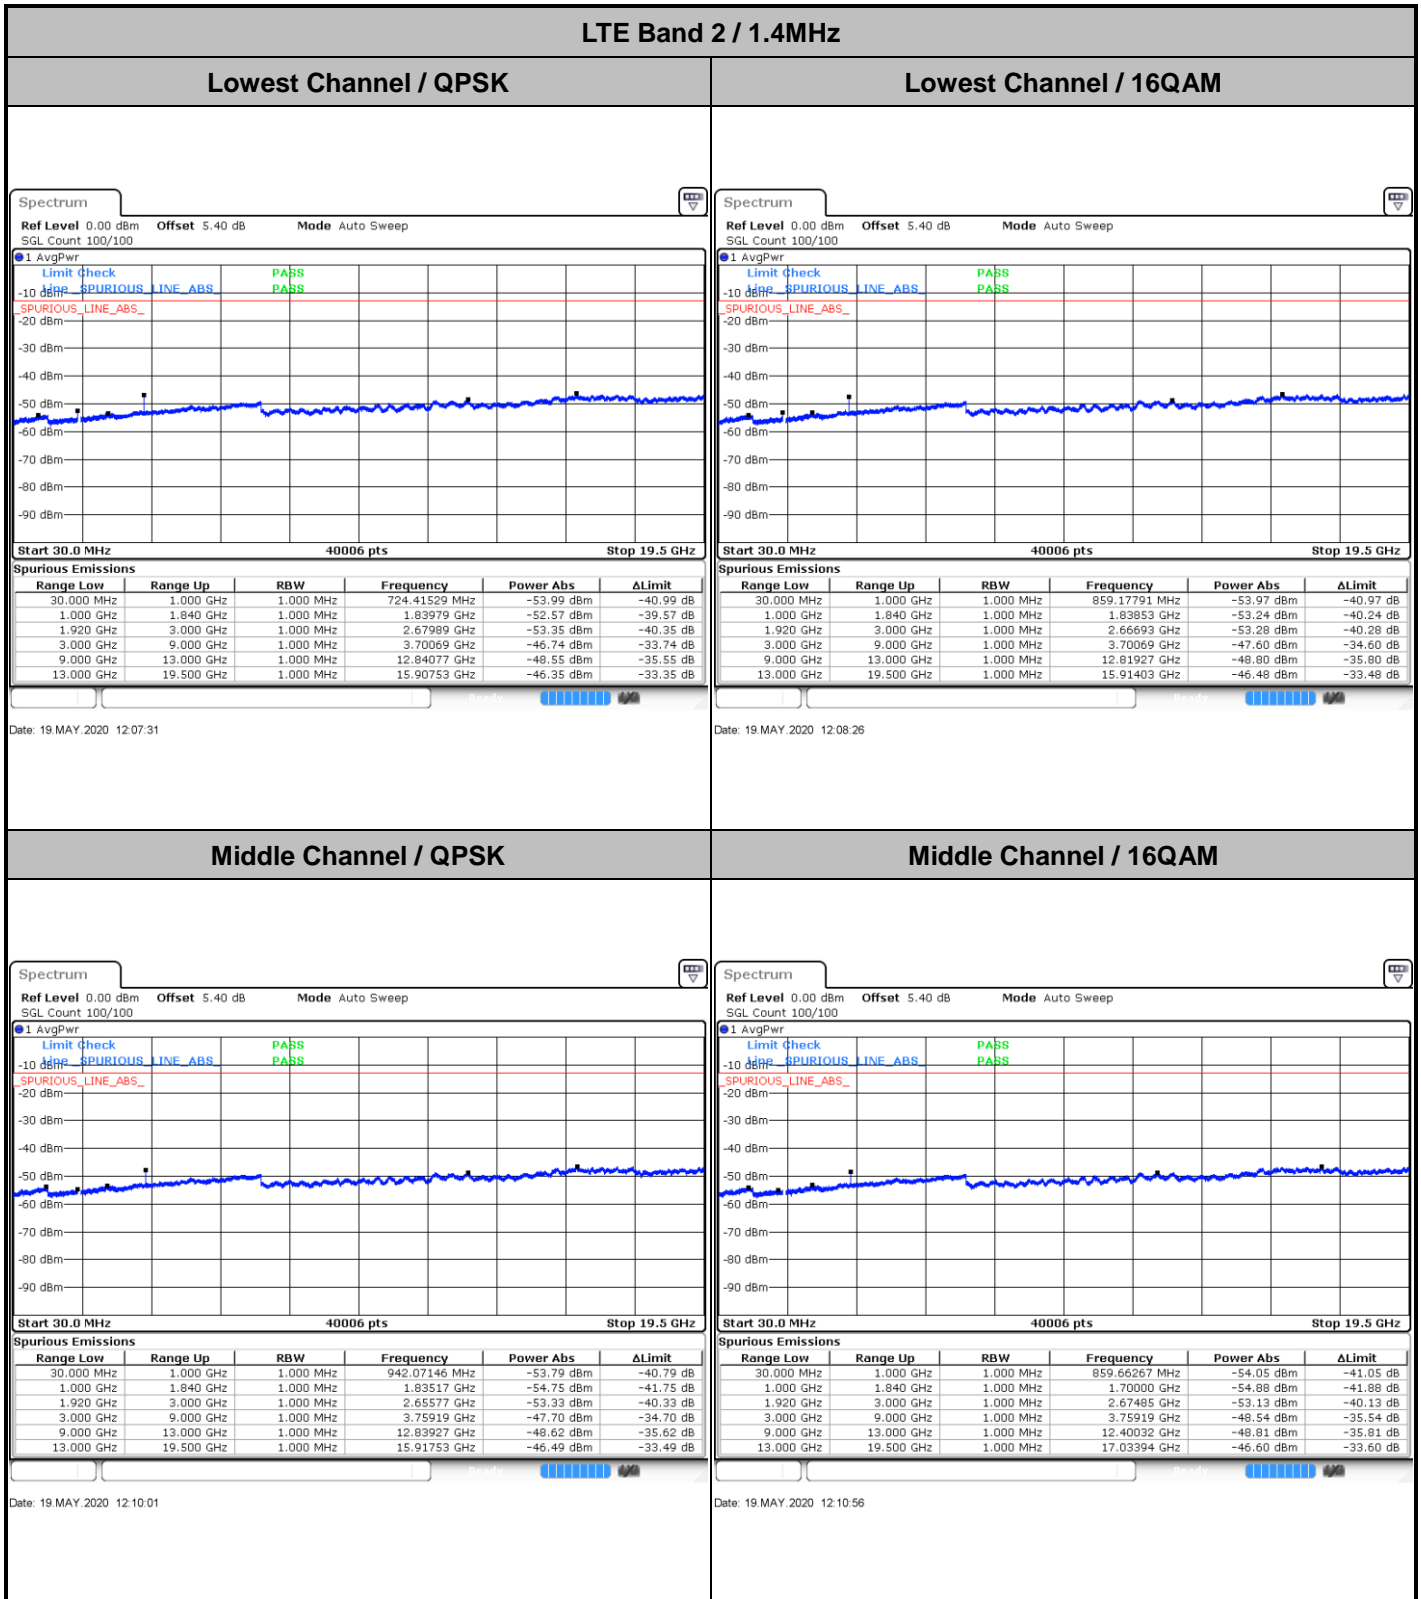 LTE Band 2 / 1.4MHz
Lowest Channel / QPSK
Lowest Channel / 16QAM
Spectrum
Ref Level 0.00 dBm Offset 5.40 dB Mode Auto Sweep
SGL Count 100/100
1 AvgPwr
Limit Check PASS
Line _SPURIOUS_LINE_ABS_ PASS
-10 dBm
_SPURIOUS_LINE_ABS_
-20 dBm
-30 dBm
-40 dBm
-50 dBm
-60 dBm
-70 dBm
-80 dBm
-90 dBm
Start 30.0 MHz 40006 pts Stop 19.5 GHz
Spurious Emissions
Range Low Range Up RBW Frequency Power Abs ΔLimit
30.000 MHz 1.000 GHz 1.000 MHz 724.41529 MHz -53.99 dBm -40.99 dB
1.000 GHz 1.840 GHz 1.000 MHz 1.83979 GHz -52.57 dBm -39.57 dB
1.920 GHz 3.000 GHz 1.000 MHz 2.67989 GHz -53.35 dBm -40.35 dB
3.000 GHz 9.000 GHz 1.000 MHz 3.70069 GHz -46.74 dBm -33.74 dB
9.000 GHz 13.000 GHz 1.000 MHz 12.84077 GHz -48.55 dBm -35.55 dB
13.000 GHz 19.500 GHz 1.000 MHz 15.90753 GHz -46.35 dBm -33.35 dB
Date: 19.MAY.2020 12:07:31
Spectrum
Ref Level 0.00 dBm Offset 5.40 dB Mode Auto Sweep
SGL Count 100/100
1 AvgPwr
Limit Check PASS
Line _SPURIOUS_LINE_ABS_ PASS
-10 dBm
_SPURIOUS_LINE_ABS_
-20 dBm
-30 dBm
-40 dBm
-50 dBm
-60 dBm
-70 dBm
-80 dBm
-90 dBm
Start 30.0 MHz 40006 pts Stop 19.5 GHz
Spurious Emissions
Range Low Range Up RBW Frequency Power Abs ΔLimit
30.000 MHz 1.000 GHz 1.000 MHz 859.17791 MHz -53.97 dBm -40.97 dB
1.000 GHz 1.840 GHz 1.000 MHz 1.83853 GHz -53.24 dBm -40.24 dB
1.920 GHz 3.000 GHz 1.000 MHz 2.66693 GHz -53.28 dBm -40.28 dB
3.000 GHz 9.000 GHz 1.000 MHz 3.70069 GHz -47.60 dBm -34.60 dB
9.000 GHz 13.000 GHz 1.000 MHz 12.81927 GHz -48.80 dBm -35.80 dB
13.000 GHz 19.500 GHz 1.000 MHz 15.91403 GHz -46.48 dBm -33.48 dB
Date: 19.MAY.2020 12:08:26
Middle Channel / QPSK
Middle Channel / 16QAM
Spectrum
Ref Level 0.00 dBm Offset 5.40 dB Mode Auto Sweep
SGL Count 100/100
1 AvgPwr
Limit Check PASS
Line _SPURIOUS_LINE_ABS_ PASS
-10 dBm
_SPURIOUS_LINE_ABS_
-20 dBm
-30 dBm
-40 dBm
-50 dBm
-60 dBm
-70 dBm
-80 dBm
-90 dBm
Start 30.0 MHz 40006 pts Stop 19.5 GHz
Spurious Emissions
Range Low Range Up RBW Frequency Power Abs ΔLimit
30.000 MHz 1.000 GHz 1.000 MHz 942.07146 MHz -53.79 dBm -40.79 dB
1.000 GHz 1.840 GHz 1.000 MHz 1.83517 GHz -54.75 dBm -41.75 dB
1.920 GHz 3.000 GHz 1.000 MHz 2.65577 GHz -53.33 dBm -40.33 dB
3.000 GHz 9.000 GHz 1.000 MHz 3.75919 GHz -47.70 dBm -34.70 dB
9.000 GHz 13.000 GHz 1.000 MHz 12.83927 GHz -48.62 dBm -35.62 dB
13.000 GHz 19.500 GHz 1.000 MHz 15.91753 GHz -46.49 dBm -33.49 dB
Date: 19.MAY.2020 12:10:01
Spectrum
Ref Level 0.00 dBm Offset 5.40 dB Mode Auto Sweep
SGL Count 100/100
1 AvgPwr
Limit Check PASS
Line _SPURIOUS_LINE_ABS_ PASS
-10 dBm
_SPURIOUS_LINE_ABS_
-20 dBm
-30 dBm
-40 dBm
-50 dBm
-60 dBm
-70 dBm
-80 dBm
-90 dBm
Start 30.0 MHz 40006 pts Stop 19.5 GHz
Spurious Emissions
Range Low Range Up RBW Frequency Power Abs ΔLimit
30.000 MHz 1.000 GHz 1.000 MHz 859.66267 MHz -54.05 dBm -41.05 dB
1.000 GHz 1.840 GHz 1.000 MHz 1.70000 GHz -54.88 dBm -41.88 dB
1.920 GHz 3.000 GHz 1.000 MHz 2.67485 GHz -53.13 dBm -40.13 dB
3.000 GHz 9.000 GHz 1.000 MHz 3.75919 GHz -48.54 dBm -35.54 dB
9.000 GHz 13.000 GHz 1.000 MHz 12.40032 GHz -48.81 dBm -35.81 dB
13.000 GHz 19.500 GHz 1.000 MHz 17.03394 GHz -46.60 dBm -33.60 dB
Date: 19.MAY.2020 12:10:56